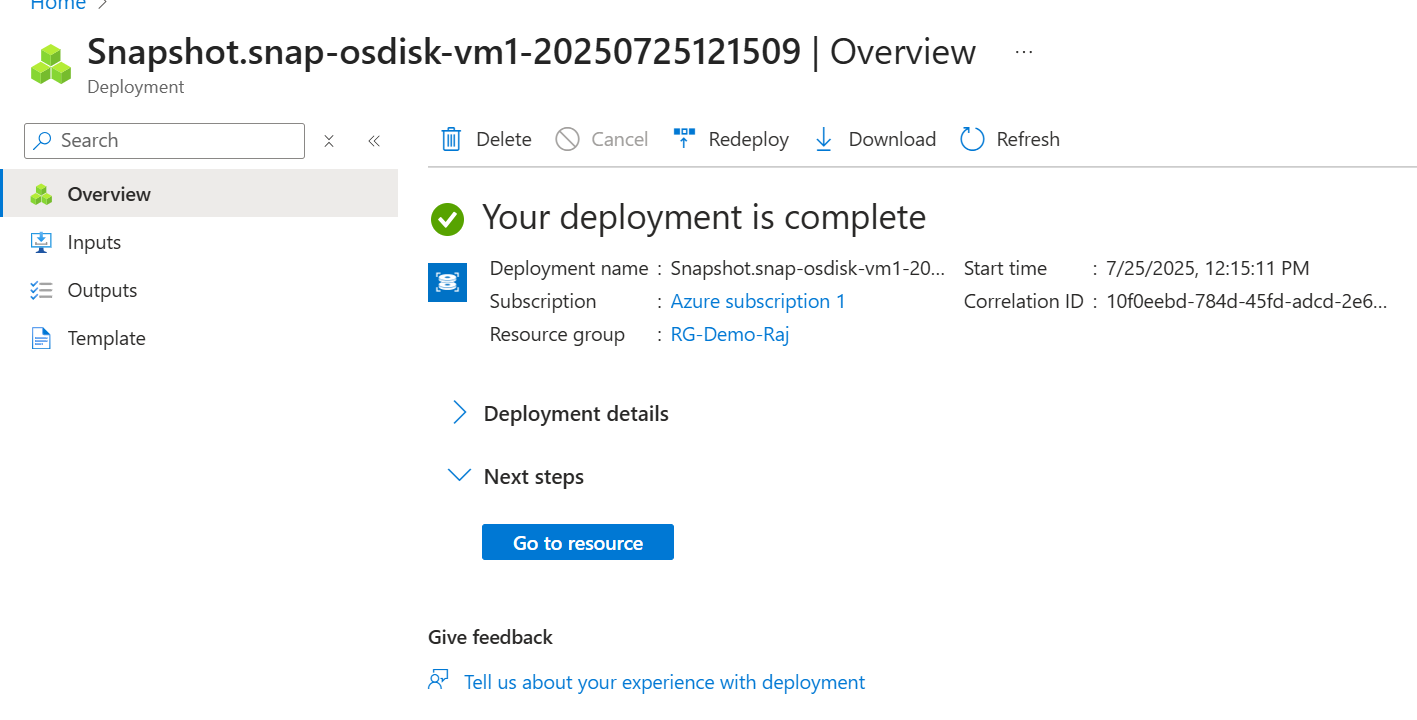 Home >
Snapshot.snap-osdisk-vm1-20250725121509 | Overview ...
Deployment
Search
Delete Cancel Redeploy Download Refresh
Overview
Inputs
Outputs
Template
Your deployment is complete
Deployment name : Snapshot.snap-osdisk-vm1-20... Start time : 7/25/2025, 12:15:11 PM
Subscription : Azure subscription 1 Correlation ID : 10f0eebd-784d-45fd-adcd-2e6...
Resource group : RG-Demo-Raj
Deployment details
Next steps
Go to resource
Give feedback
Tell us about your experience with deployment